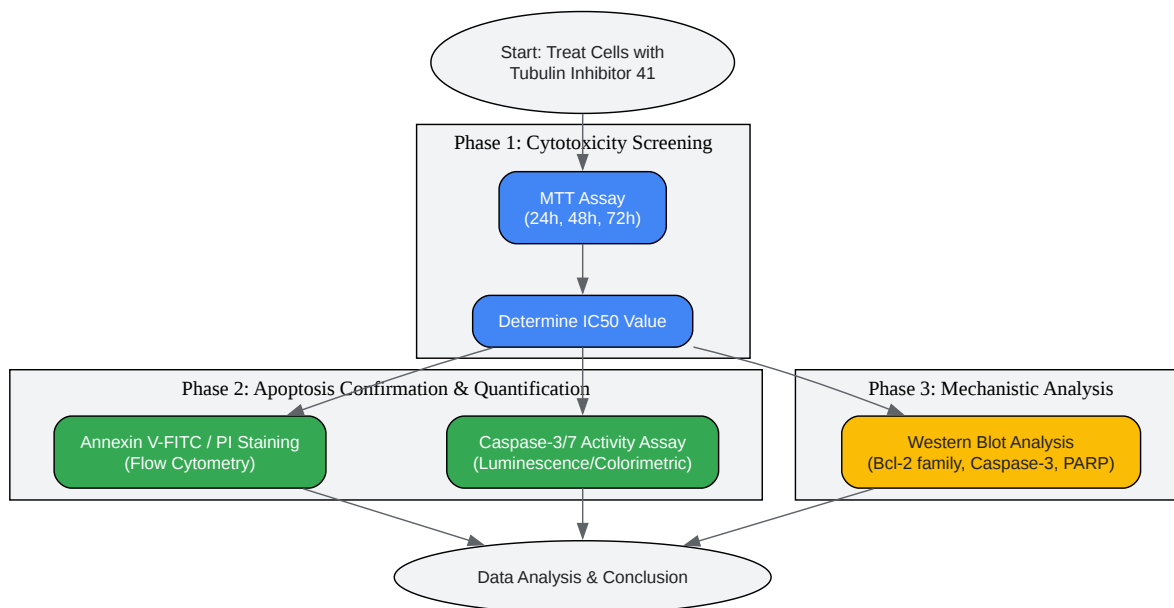 Start: Treat Cells with
Tubulin Inhibitor 41
Phase 1: Cytotoxicity Screening
MTT Assay
(24h, 48h, 72h)
Determine IC50 Value
Phase 2: Apoptosis Confirmation & Quantification
Annexin V-FITC / PI Staining
(Flow Cytometry)
Caspase-3/7 Activity Assay
(Luminescence/Colorimetric)
Phase 3: Mechanistic Analysis
Western Blot Analysis
(Bcl-2 family, Caspase-3, PARP)
Data Analysis & Conclusion